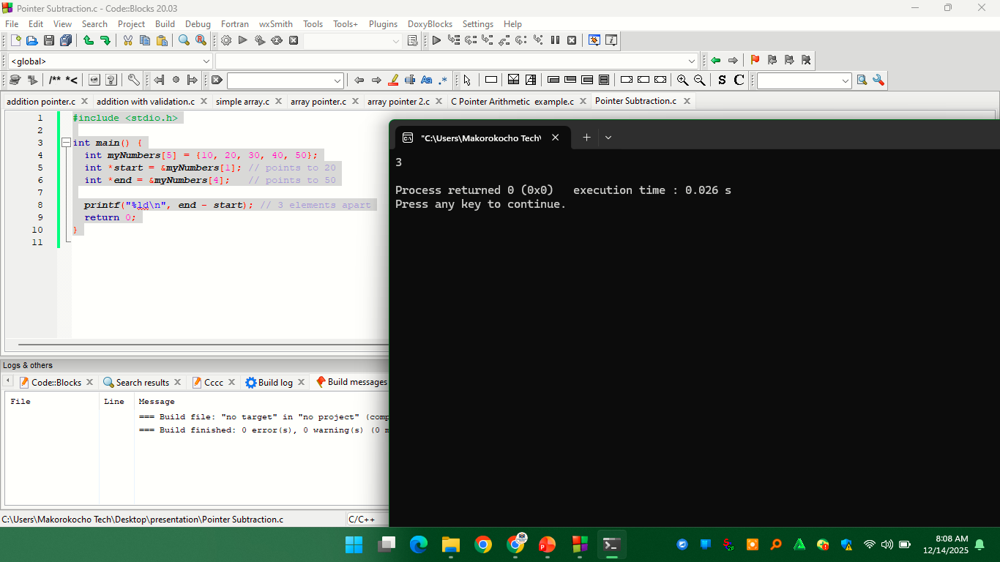 Pointer Subtraction.c - Code::Blocks 20.03
File Edit View Search Project Build Debug Fortran wxSmith Tools Tools+ Plugins DoxyBlocks Settings Help
<global>
/** *<
Aa .*
S C
addition pointer.c addition with validation.c simple array.c array pointer.c array pointer 2.c C Pointer Arithmetic example.c Pointer Subtraction.c
1 #include <stdio.h>
2
3 int main() {
4 int myNumbers[5] = {10, 20, 30, 40, 50};
5 int *start = &myNumbers[1]; // points to 20
6 int *end = &myNumbers[4]; // points to 50
7
8 printf("%ld\n", end - start); // 3 elements apart
9 return 0;
10 }
11
"C:\Users\Makorokocho Tech\
3
Process returned 0 (0x0) execution time : 0.026 s
Press any key to continue.
Logs & others
Code::Blocks Search results Cccc Build log Build messages
File Line Message
=== Build file: "no target" in "no project" (comp
=== Build finished: 0 error(s), 0 warning(s) (0 m
C:\Users\Makorokocho Tech\Desktop\presentation\Pointer Subtraction.c C/C++
8:08 AM
12/14/2025